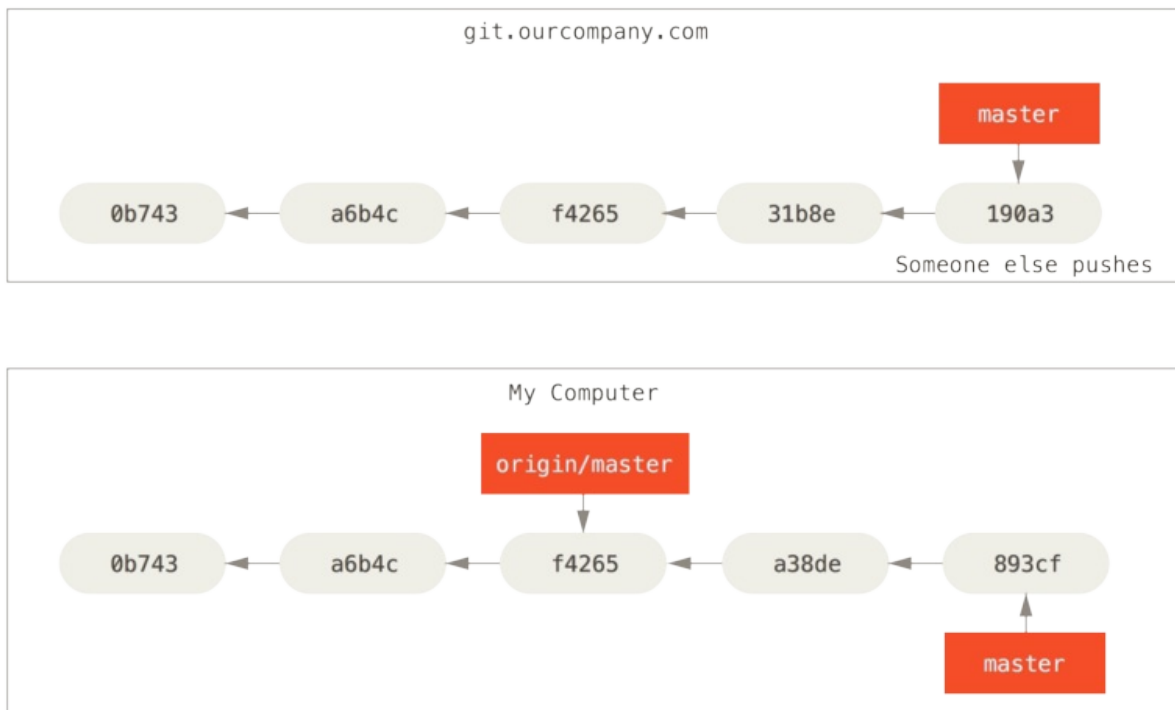 git.ourcompany.com
master
0b743 a6b4c f4265 31b8e 190a3
Someone else pushes
My Computer
origin/master
0b743 a6b4c f4265 a38de 893cf
master